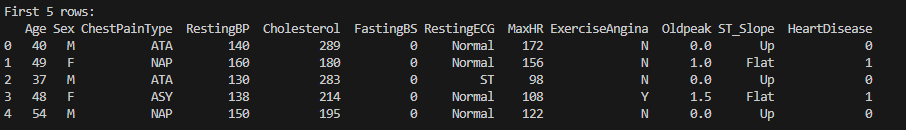 First 5 rows:
Age Sex ChestPainType RestingBP Cholesterol FastingBS RestingECG MaxHR ExerciseAngina Oldpeak ST_Slope HeartDisease
0 40 M ATA 140 289 0 Normal 172 N 0.0 Up 0
1 49 F NAP 160 180 0 Normal 156 N 1.0 Flat 1
2 37 M ATA 130 283 0 ST 98 N 0.0 Up 0
3 48 F ASY 138 214 0 Normal 108 Y 1.5 Flat 1
4 54 M NAP 150 195 0 Normal 122 N 0.0 Up 0